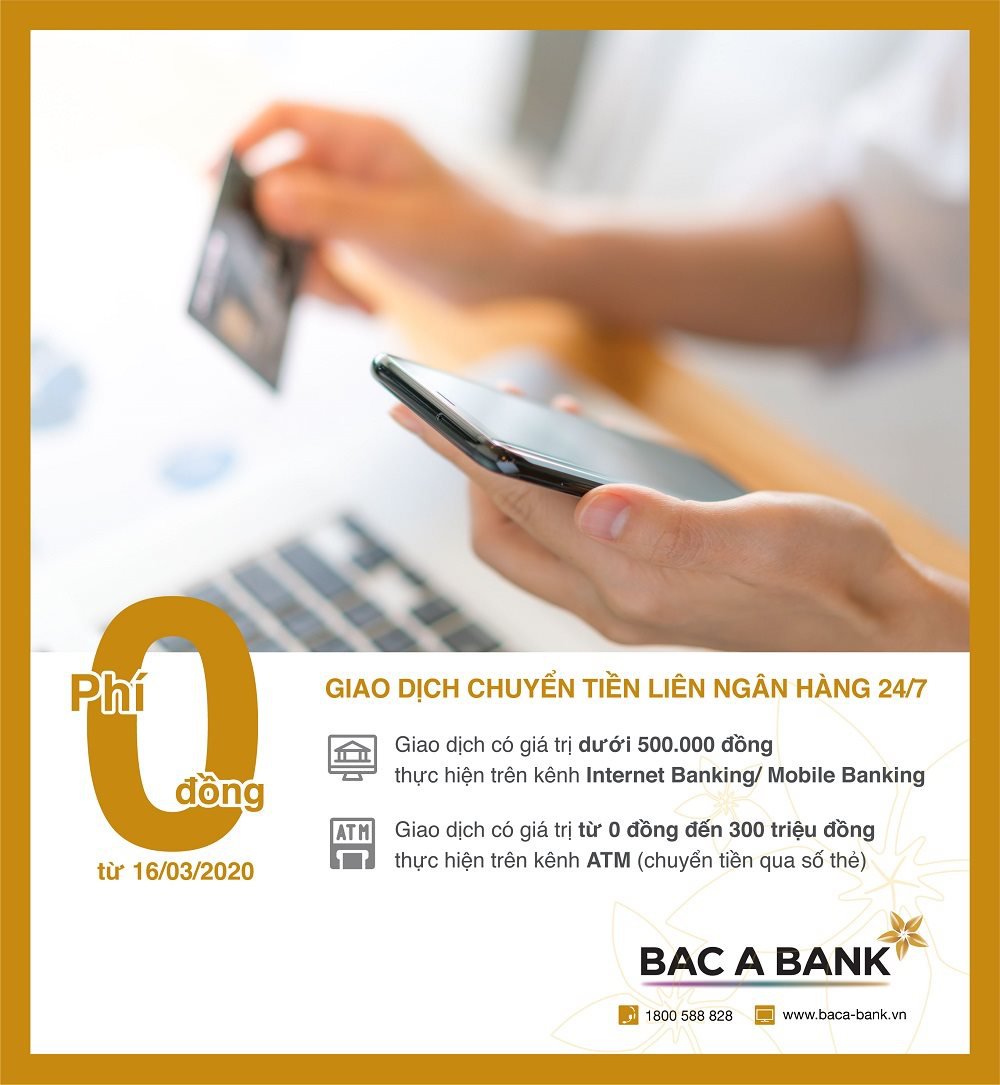 Phí
0
đồng
từ 16/03/2020
GIAO DỊCH CHUYỂN TIỀN LIÊN NGÂN HÀNG 24/7
Giao dịch có giá trị dưới 500.000 đồng
thực hiện trên kênh Internet Banking/ Mobile Banking
ATM
Giao dịch có giá trị từ 0 đồng đến 300 triệu đồng
thực hiện trên kênh ATM (chuyển tiền qua số thẻ)
BAC A BANK
1800 588 828
www.baca-bank.vn